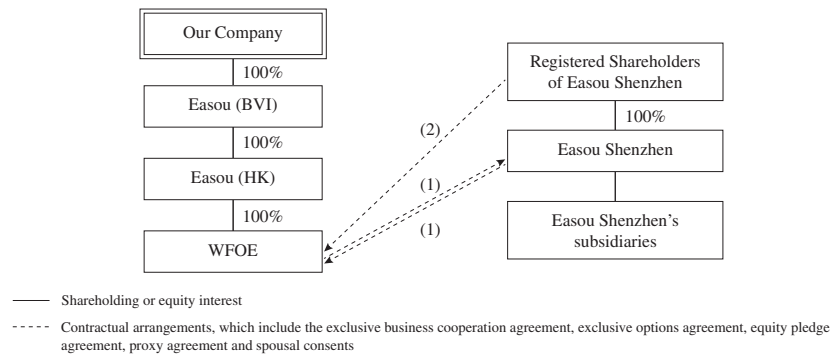 Our Company
100%
Easou (BVI)
100%
Easou (HK)
100%
WFOE
Registered Shareholders
of Easou Shenzhen
100%
Easou Shenzhen
Easou Shenzhen's
subsidiaries
(2)
(1)
(1)
Shareholding or equity interest
Contractual arrangements, which include the exclusive business cooperation agreement, exclusive options agreement, equity pledge
agreement, proxy agreement and spousal consents